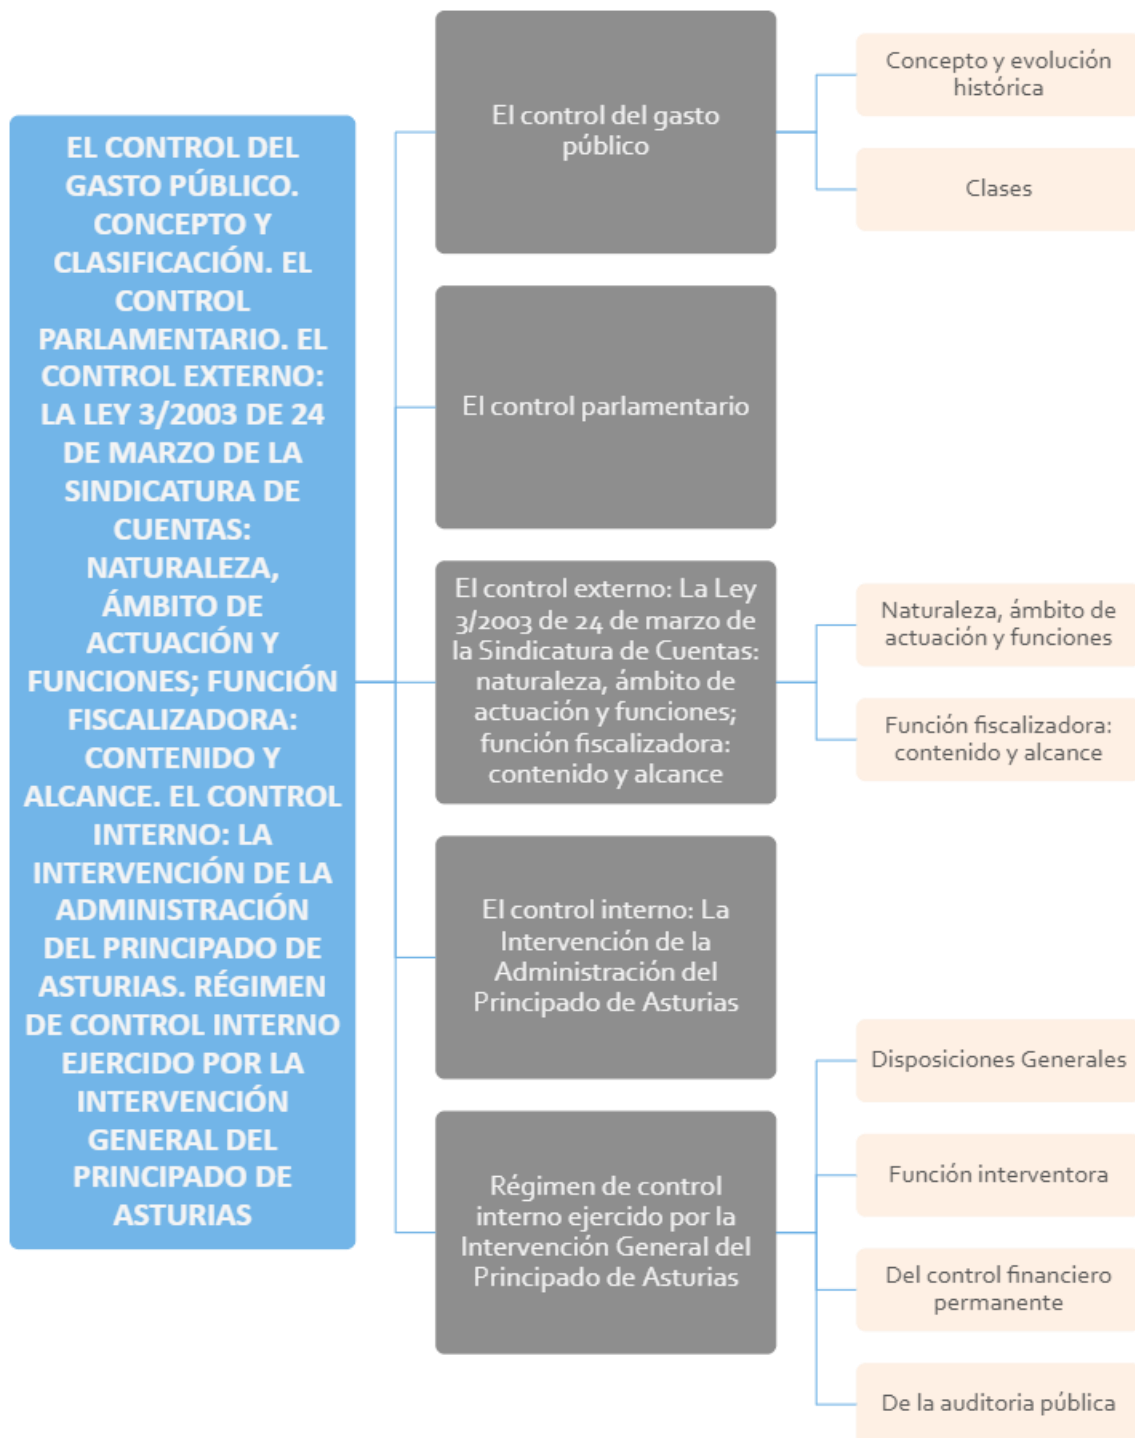 EL CONTROL DEL
GASTO PÚBLICO.
CONCEPTO Y
CLASIFICACIÓN. EL
CONTROL
PARLAMENTARIO. EL
CONTROL EXTERNO:
LA LEY 3/2003 DE 24
DE MARZO DE LA
SINDICATURA DE
CUENTAS:
NATURALEZA,
ÁMBITO DE
ACTUACIÓN Y
FUNCIONES; FUNCIÓN
FISCALIZADORA:
CONTENIDO Y
ALCANCE. EL CONTROL
INTERNO: LA
INTERVENCIÓN DE LA
ADMINISTRACIÓN
DEL PRINCIPADO DE
ASTURIAS. RÉGIMEN
DE CONTROL INTERNO
EJERCIDO POR LA
INTERVENCIÓN
GENERAL DEL
PRINCIPADO DE
ASTURIAS
El control del gasto
público
Concepto y evolución
histórica
Clases
El control parlamentario
El control externo: La Ley
3/2003 de 24 de marzo de
la Sindicatura de Cuentas:
naturaleza, ámbito de
actuación y funciones;
función fiscalizadora:
contenido y alcance
Naturaleza, ámbito de
actuación y funciones
Función fiscalizadora:
contenido y alcance
El control interno: La
Intervención de la
Administración del
Principado de Asturias
Régimen de control
interno ejercido por la
Intervención General del
Principado de Asturias
Disposiciones Generales
Función interventora
Del control financiero
permanente
De la auditoria pública